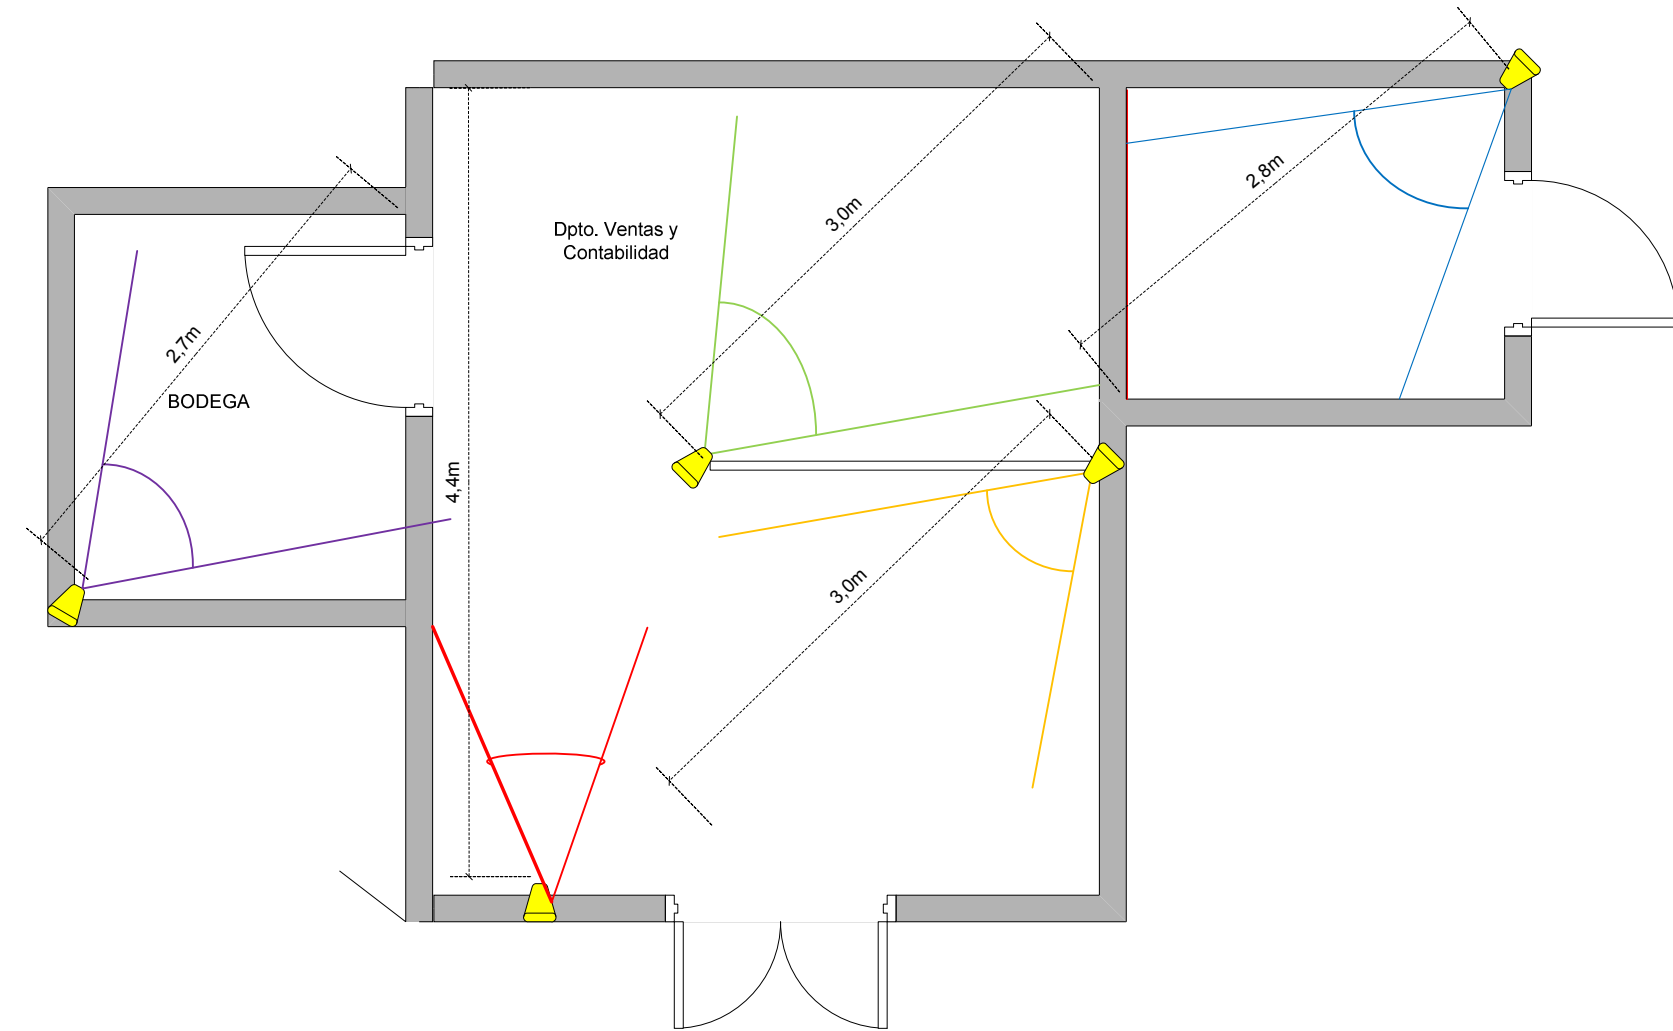 3,0m
2,8m
Dpto. Ventas y
Contabilidad
2,7m
BODEGA
4,4m
3,0m